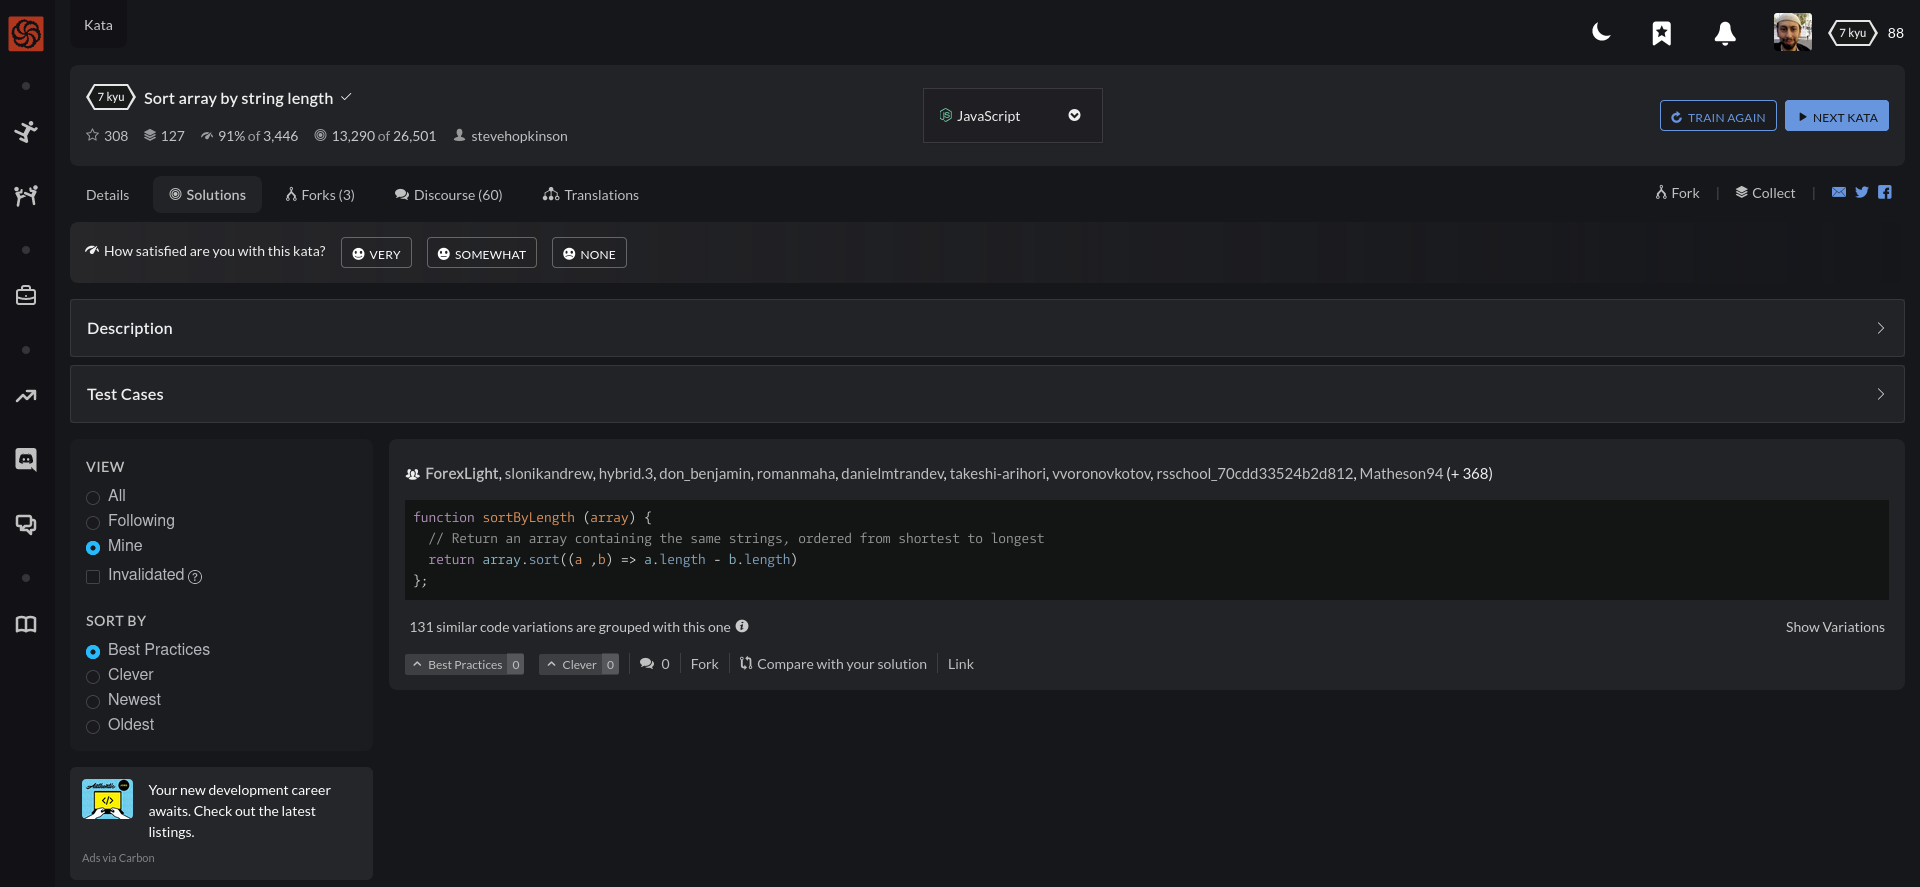 Kata
7 kyu 88
7 kyu Sort array by string length
308 127 91% of 3,446 13,290 of 26,501 stevehopkinson
JavaScript
TRAIN AGAIN NEXT KATA
Details Solutions Forks (3) Discourse (60) Translations
Fork | Collect |
How satisfied are you with this kata? VERY SOMEWHAT NONE
Description
Test Cases
VIEW
All
Following
Mine
Invalidated ?
SORT BY
Best Practices
Clever
Newest
Oldest
Your new development career
awaits. Check out the latest
listings.
Ads via Carbon
ForexLight, slonikandrew, hybrid.3, don_benjamin, romanmaha, danielmtrandev, takeshi-arihori, vvoronovkotov, rsschool_70cdd33524b2d812, Matheson94 (+ 368)
function sortByLength (array) {
// Return an array containing the same strings, ordered from shortest to longest
return array.sort((a ,b) => a.length - b.length)
};
131 similar code variations are grouped with this one
Show Variations
Best Practices 0 Clever 0 0 Fork Compare with your solution Link